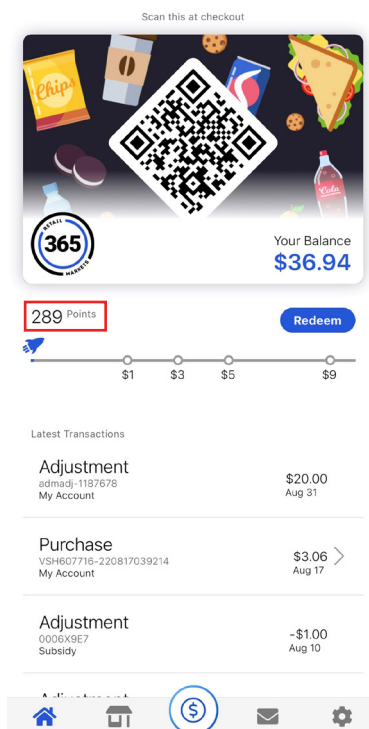 Scan this at checkout
Chips
Cola
RETAIL
365
MARKETS
Your Balance
$36.94
289 Points
Redeem
$1 $3 $5 $9
Latest Transactions
Adjustment
admadj-1187678
My Account
$20.00
Aug 31
Purchase
VSH607716-220817039214
My Account
$3.06
Aug 17
Adjustment
0006X9E7
Subsidy
-$1.00
Aug 10
$